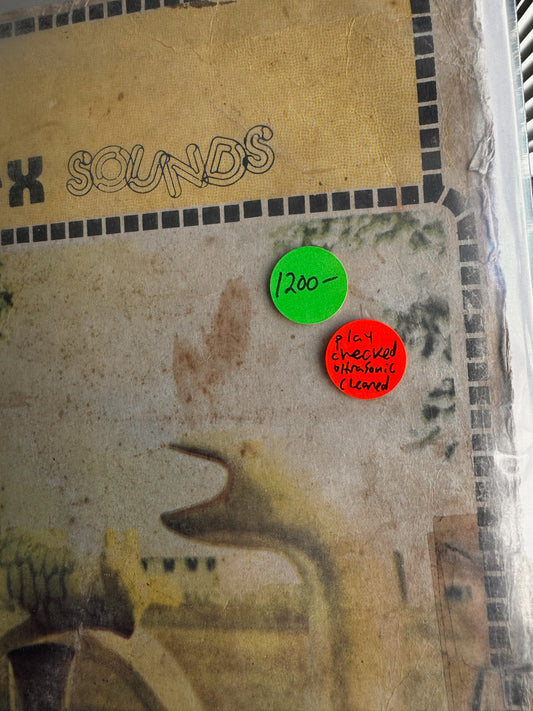 X SOUNDS
1200-
play
checked
ultrasonic
cleaned